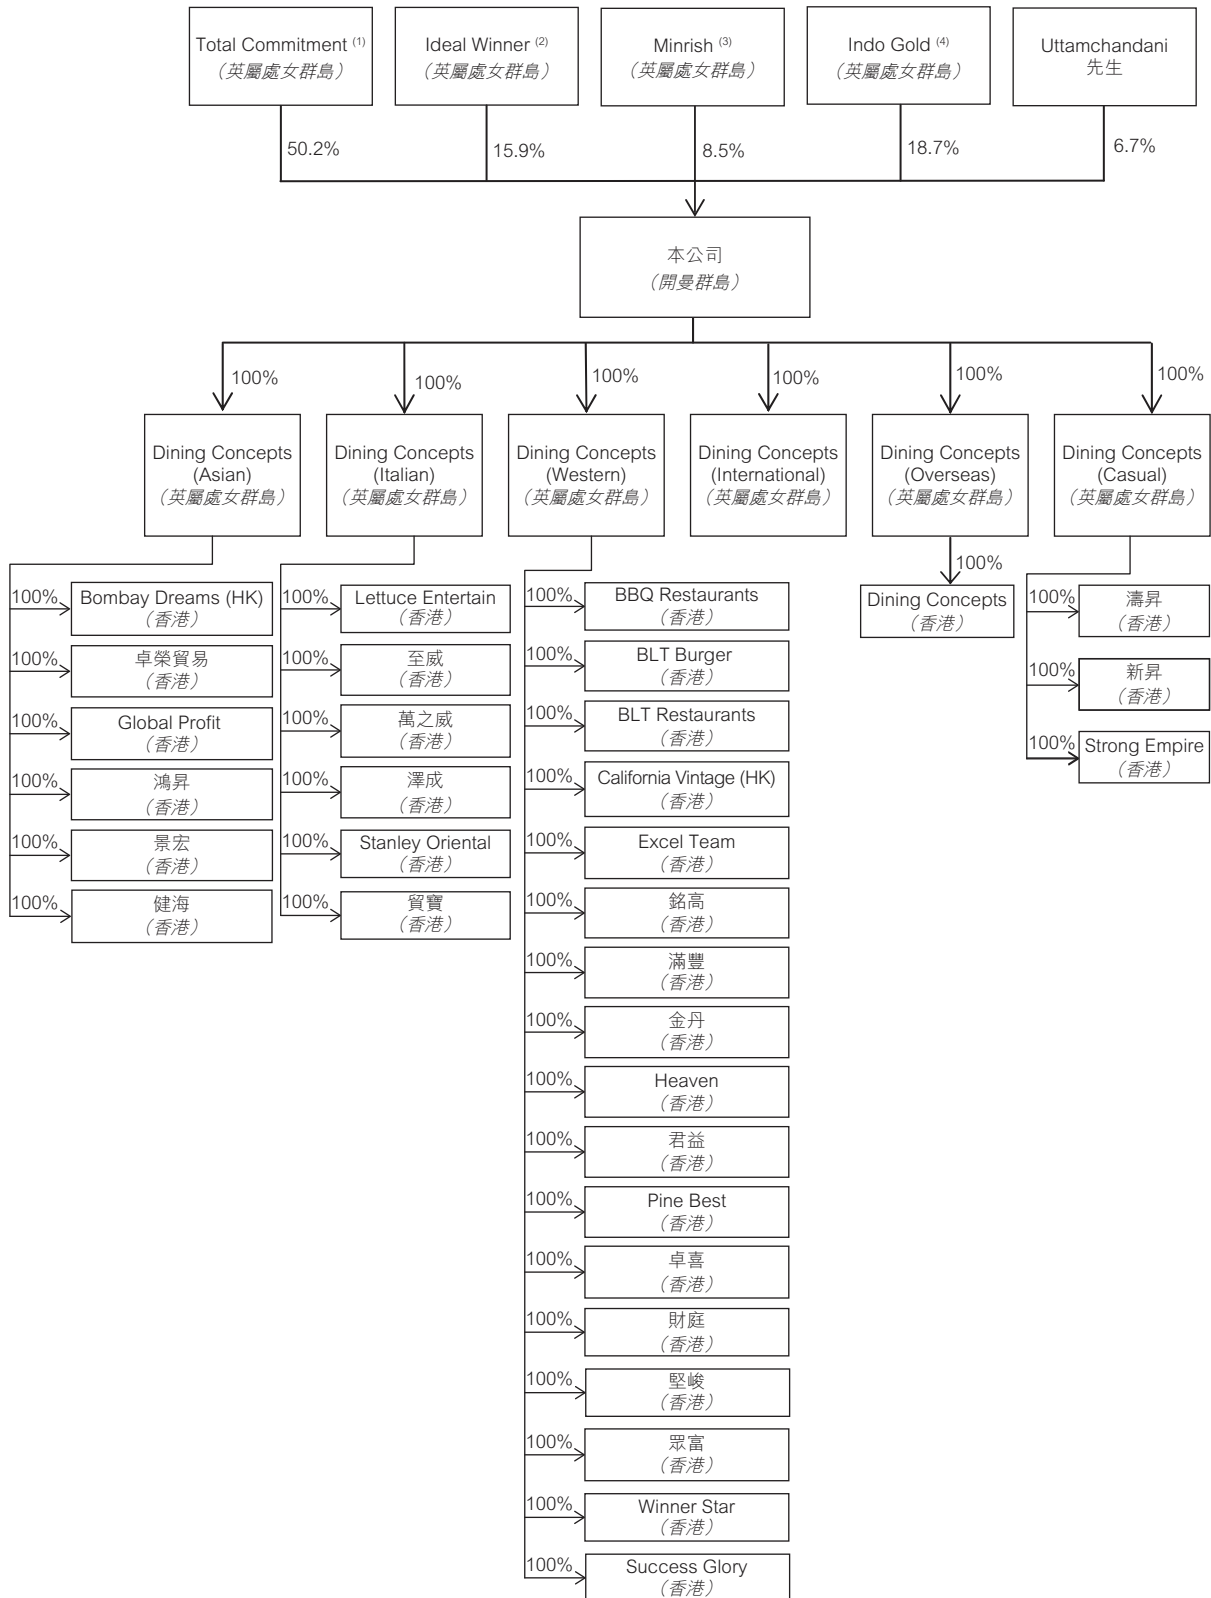 Total Commitment (1)
（英屬處女群島）
Ideal Winner (2)
（英屬處女群島）
Minrish (3)
（英屬處女群島）
Indo Gold (4)
（英屬處女群島）
Uttamchandani
先生
50.2%
15.9%
8.5%
18.7%
6.7%
本公司
（開曼群島）
100%
100%
100%
100%
100%
100%
Dining Concepts
(Asian)
（英屬處女群島）
Dining Concepts
(Italian)
（英屬處女群島）
Dining Concepts
(Western)
（英屬處女群島）
Dining Concepts
(International)
（英屬處女群島）
Dining Concepts
(Overseas)
（英屬處女群島）
Dining Concepts
(Casual)
（英屬處女群島）
100%
Bombay Dreams (HK)
（香港）
100%
卓榮貿易
（香港）
100%
Global Profit
（香港）
100%
鴻昇
（香港）
100%
景宏
（香港）
100%
健海
（香港）
100%
Lettuce Entertain
（香港）
100%
至威
（香港）
100%
萬之威
（香港）
100%
澤成
（香港）
100%
Stanley Oriental
（香港）
100%
貿寶
（香港）
100%
BBQ Restaurants
（香港）
100%
BLT Burger
（香港）
100%
BLT Restaurants
（香港）
100%
California Vintage (HK)
（香港）
100%
Excel Team
（香港）
100%
銘高
（香港）
100%
滿豐
（香港）
100%
金丹
（香港）
100%
Heaven
（香港）
100%
君益
（香港）
100%
Pine Best
（香港）
100%
卓喜
（香港）
100%
財庭
（香港）
100%
堅峻
（香港）
100%
眾富
（香港）
100%
Winner Star
（香港）
100%
Success Glory
（香港）
100%
Dining Concepts
（香港）
100%
濤昇
（香港）
100%
新昇
（香港）
100%
Strong Empire
（香港）